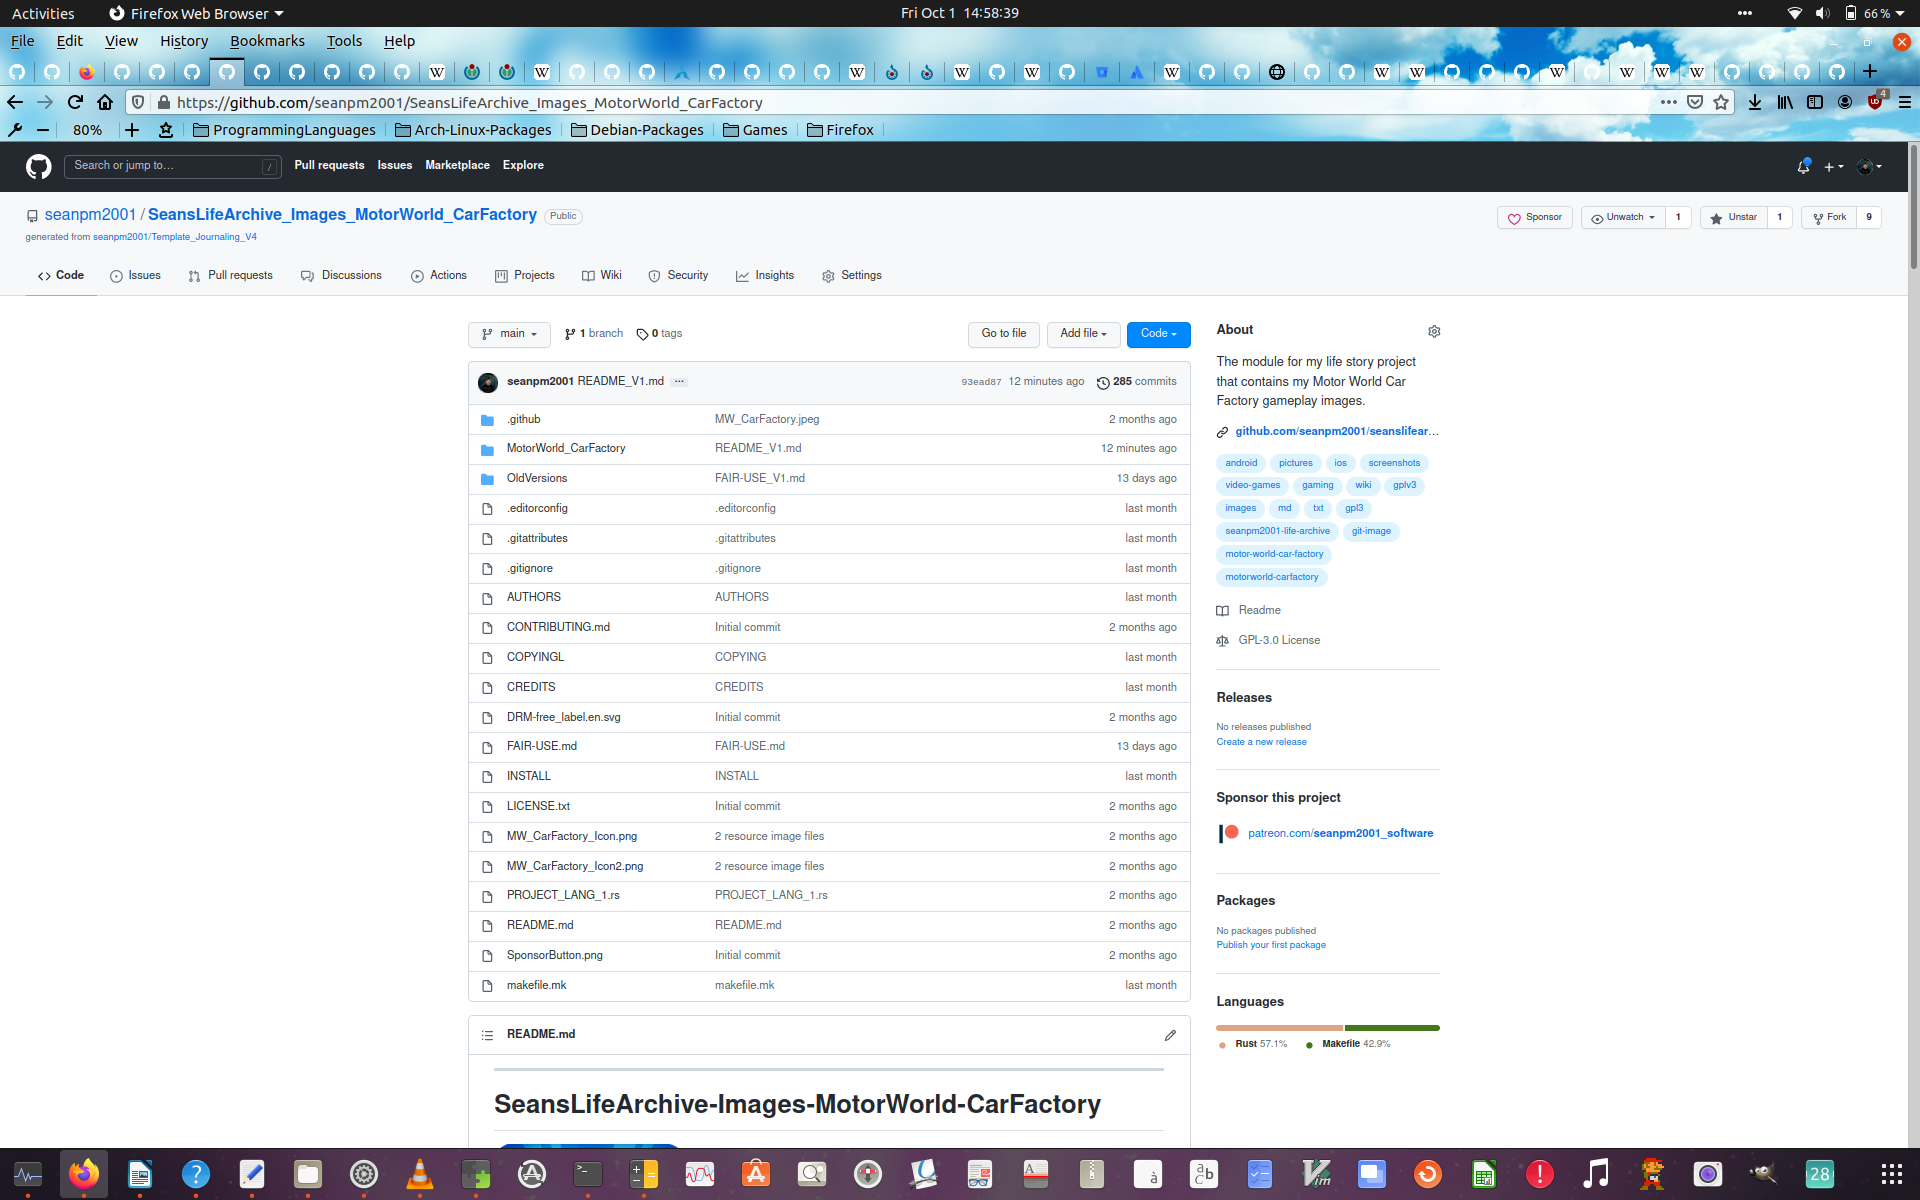 Activities Firefox Web Browser Fri Oct 1 14:58:39 66 %
File Edit View History Bookmarks Tools Help
https://github.com/seanpm2001/SeansLifeArchive_Images_MotorWorld_CarFactory 4
80% ProgrammingLanguages Arch-Linux-Packages Debian-Packages Games Firefox
Search or jump to… / Pull requests Issues Marketplace Explore
seanpm2001 / SeansLifeArchive_Images_MotorWorld_CarFactory Public Sponsor Unwatch 1 Unstar 1 Fork 9
generated from seanpm2001/Template_Journaling_V4
Code Issues Pull requests Discussions Actions Projects Wiki Security Insights Settings
main 1 branch 0 tags Go to file Add file Code
seanpm2001 README_V1.md ... 93ead87 12 minutes ago 285 commits
.github MW_CarFactory.jpeg 2 months ago
MotorWorld_CarFactory README_V1.md 12 minutes ago
OldVersions FAIR-USE_V1.md 13 days ago
.editorconfig .editorconfig last month
.gitattributes .gitattributes last month
.gitignore .gitignore last month
AUTHORS AUTHORS last month
CONTRIBUTING.md Initial commit 2 months ago
COPYINGL COPYING last month
CREDITS CREDITS last month
DRM-free_label.en.svg Initial commit 2 months ago
FAIR-USE.md FAIR-USE.md 13 days ago
INSTALL INSTALL last month
LICENSE.txt Initial commit 2 months ago
MW_CarFactory_Icon.png 2 resource image files 2 months ago
MW_CarFactory_Icon2.png 2 resource image files 2 months ago
PROJECT_LANG_1.rs PROJECT_LANG_1.rs 2 months ago
README.md README.md 2 months ago
SponsorButton.png Initial commit 2 months ago
makefile.mk makefile.mk last month
README.md
SeansLifeArchive-Images-MotorWorld-CarFactory
About
The module for my life story project
that contains my Motor World Car
Factory gameplay images.
github.com/seanpm2001/seanslifear…
android pictures ios screenshots
video-games gaming wiki gplv3
images md txt gpl3
seanpm2001-life-archive git-image
motor-world-car-factory
motorworld-carfactory
Readme
GPL-3.0 License
Releases
No releases published
Create a new release
Sponsor this project
patreon.com/seanpm2001_software
Packages
No packages published
Publish your first package
Languages
Rust 57.1% Makefile 42.9%
28